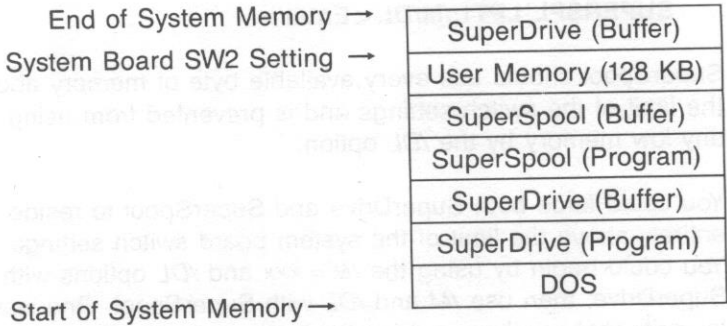 End of System Memory →
SuperDrive (Buffer)
System Board SW2 Setting →
User Memory (128 KB)
SuperSpool (Buffer)
SuperSpool (Program)
SuperDrive (Buffer)
SuperDrive (Program)
DOS
Start of System Memory -